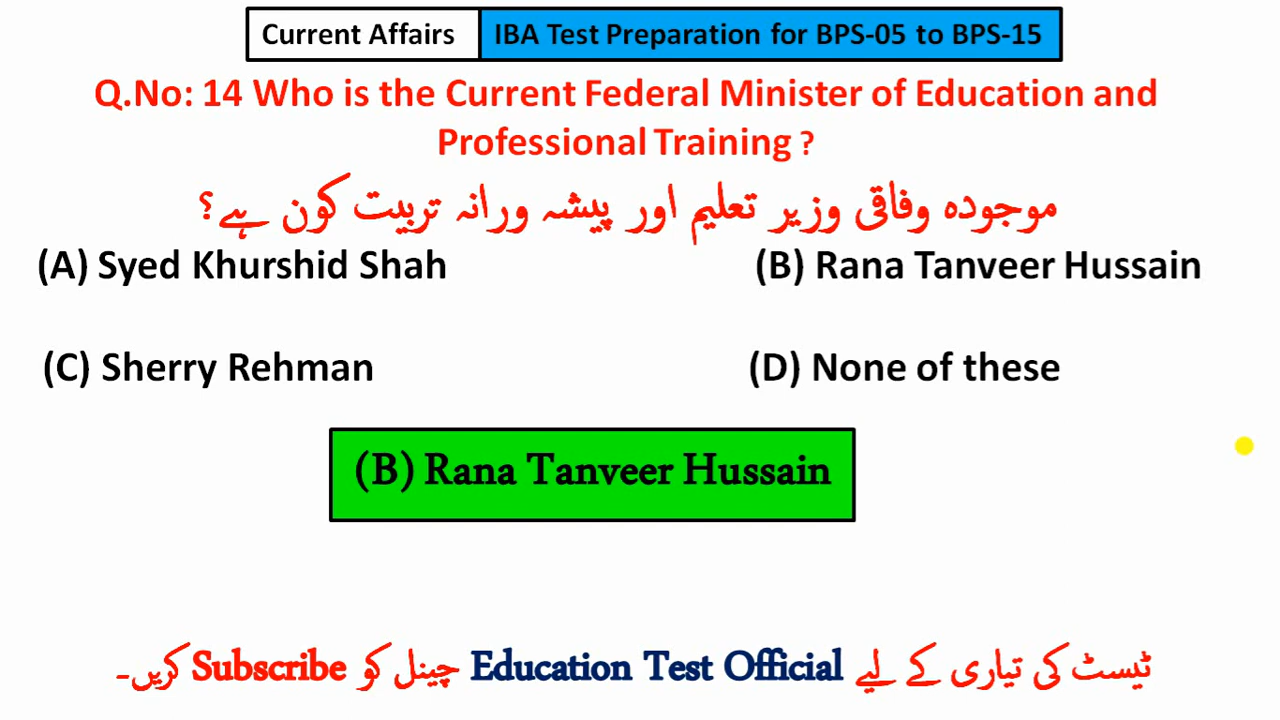 Current Affairs IBA Test Preparation for BPS-05 to BPS-15
Q.No: 14 Who is the Current Federal Minister of Education and
Professional Training ?
موجودہ وفاقی وزیر تعلیم اور پیشہ ورانہ تربیت کون ہے؟
(A) Syed Khurshid Shah (B) Rana Tanveer Hussain
(C) Sherry Rehman (D) None of these
(B) Rana Tanveer Hussain
ٹیسٹ کی تیاری کے لیے Education Test Official چینل کو Subscribe کریں۔